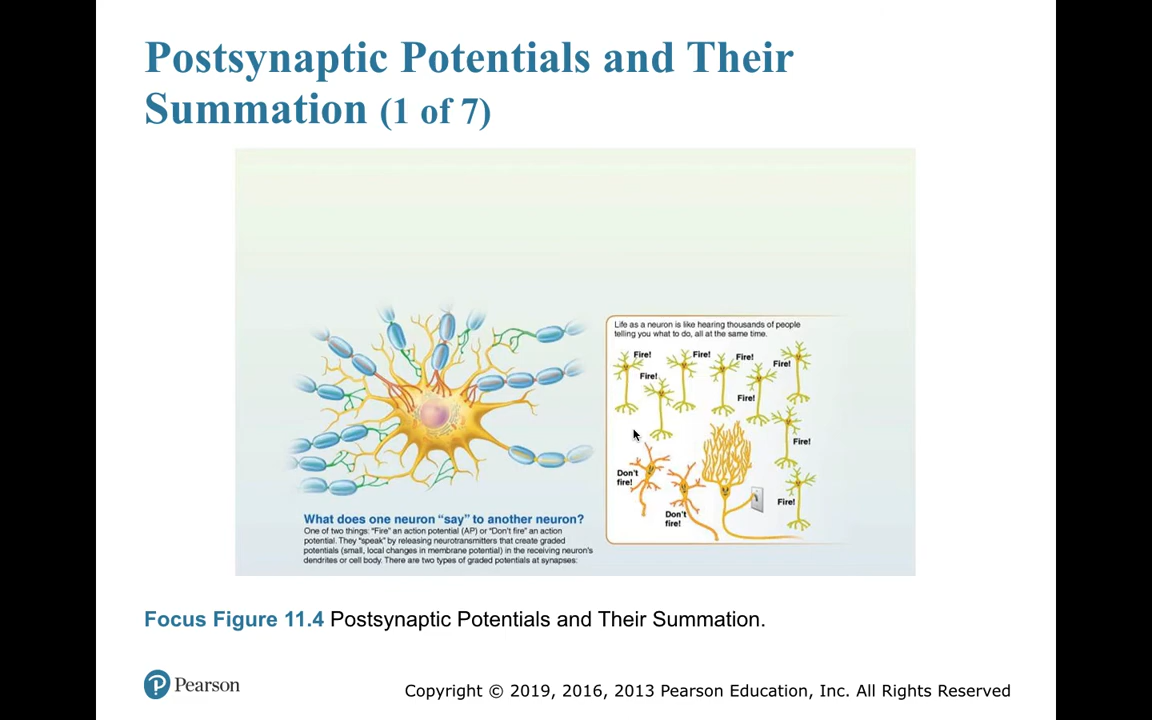 Postsynaptic Potentials and Their
Summation (1 of 7)
Life as a neuron is like hearing thousands of people
telling you what to do, all at the same time.
Fire!
Fire!
Fire!
Fire!
Fire!
Fire!
Fire!
Don't
fire!
Don't
fire!
Fire!
What does one neuron “say” to another neuron?
One of two things: “Fire” an action potential (AP) or “Don't fire” an action
potential. They “speak” by releasing neurotransmitters that create graded
potentials (small, local changes in membrane potential) in the receiving neuron's
dendrites or cell body. There are two types of graded potentials at synapses:
Focus Figure 11.4 Postsynaptic Potentials and Their Summation.
Pearson
Copyright © 2019, 2016, 2013 Pearson Education, Inc. All Rights Reserved